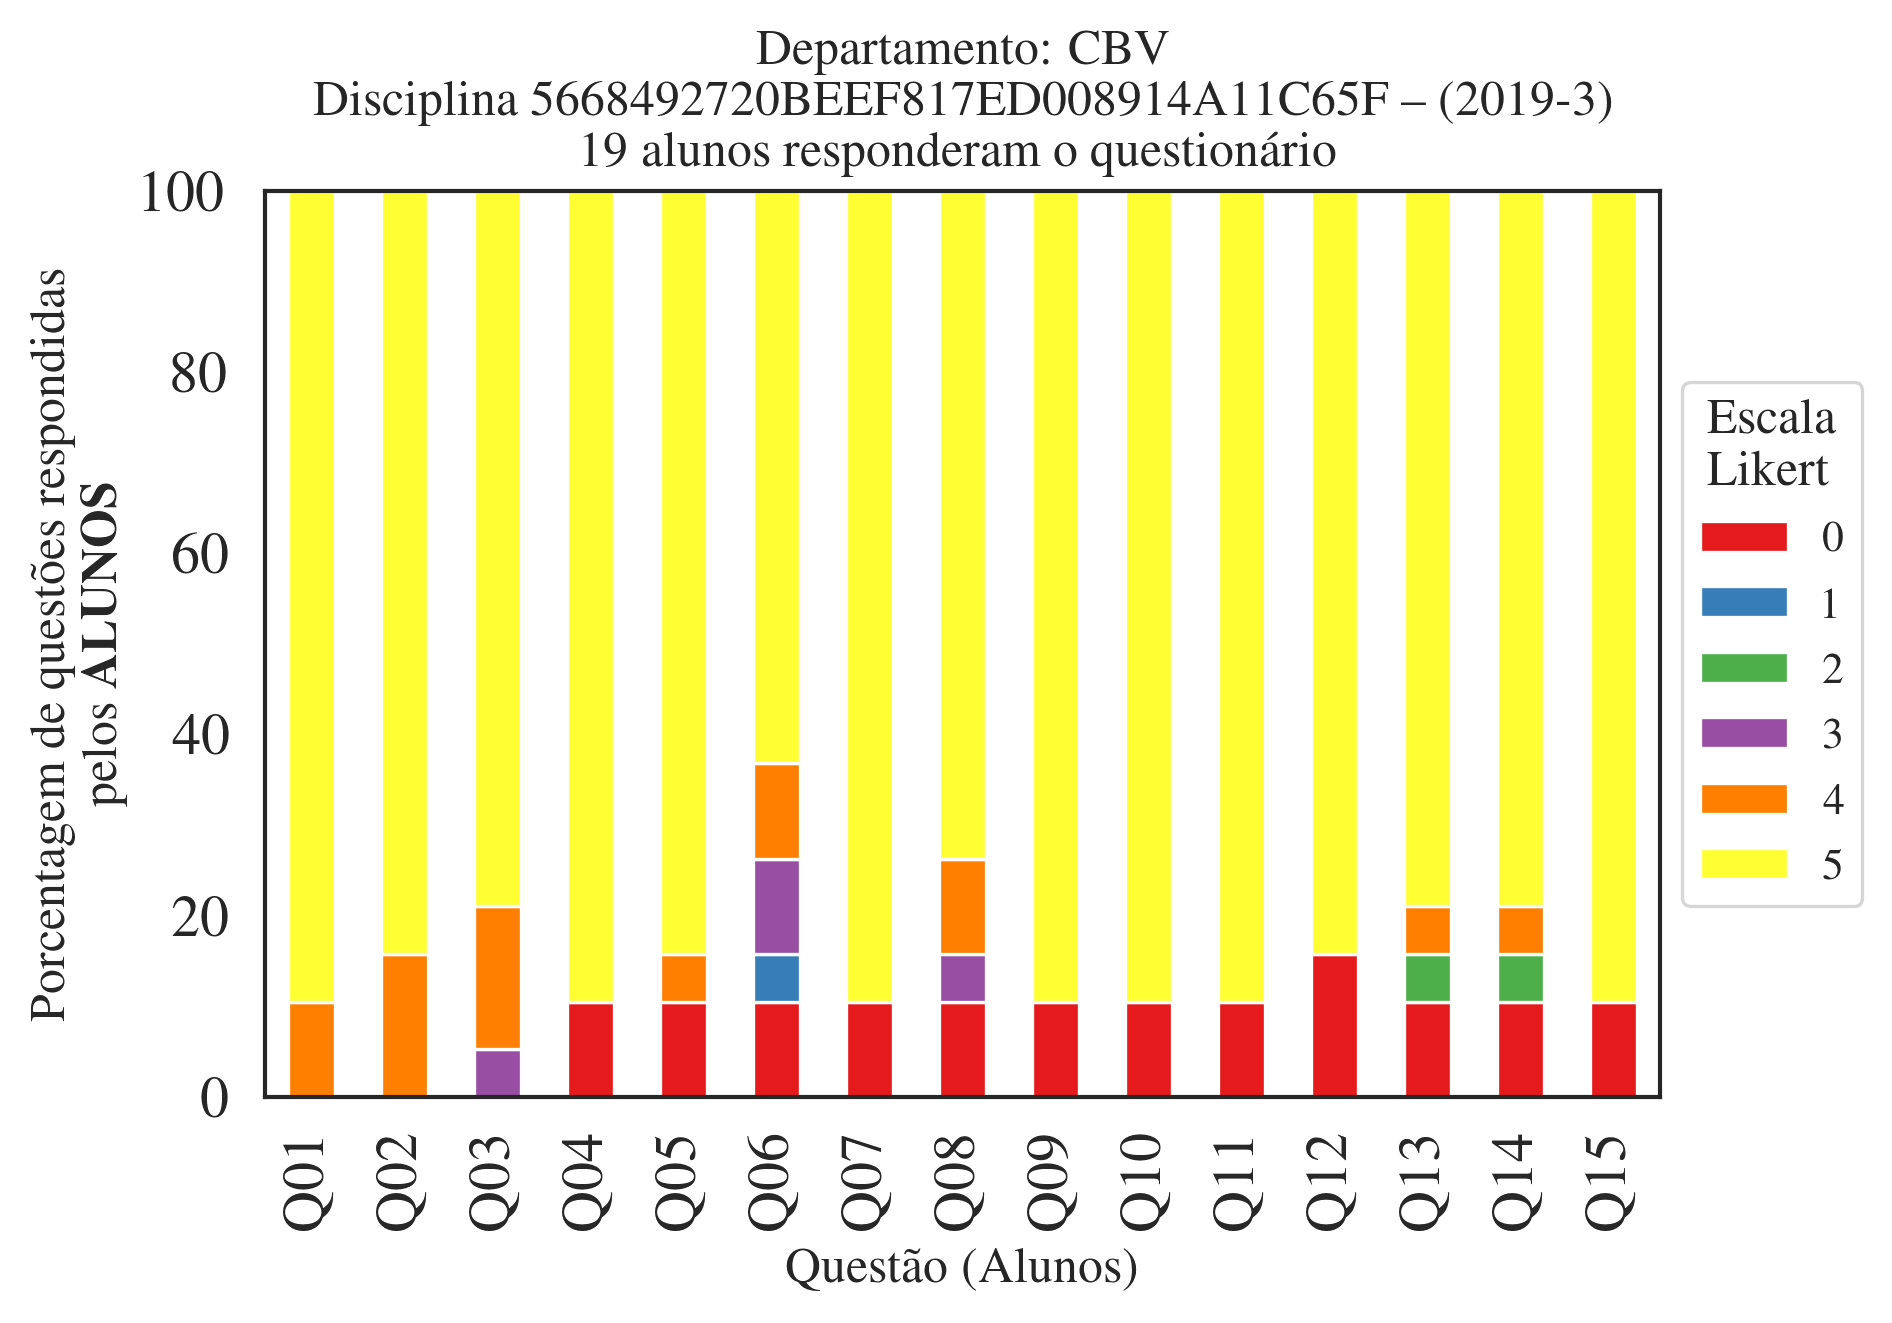 Departamento: CBV
Disciplina 5668492720BEEF817ED008914A11C65F – (2019-3)
19 alunos responderam o questionário
Porcentagem de questões respondidas
pelos ALUNOS
100
80
60
40
20
0
Q01 Q02 Q03 Q04 Q05 Q06 Q07 Q08 Q09 Q10 Q11 Q12 Q13 Q14 Q15
Questão (Alunos)
Escala
Likert
0
1
2
3
4
5